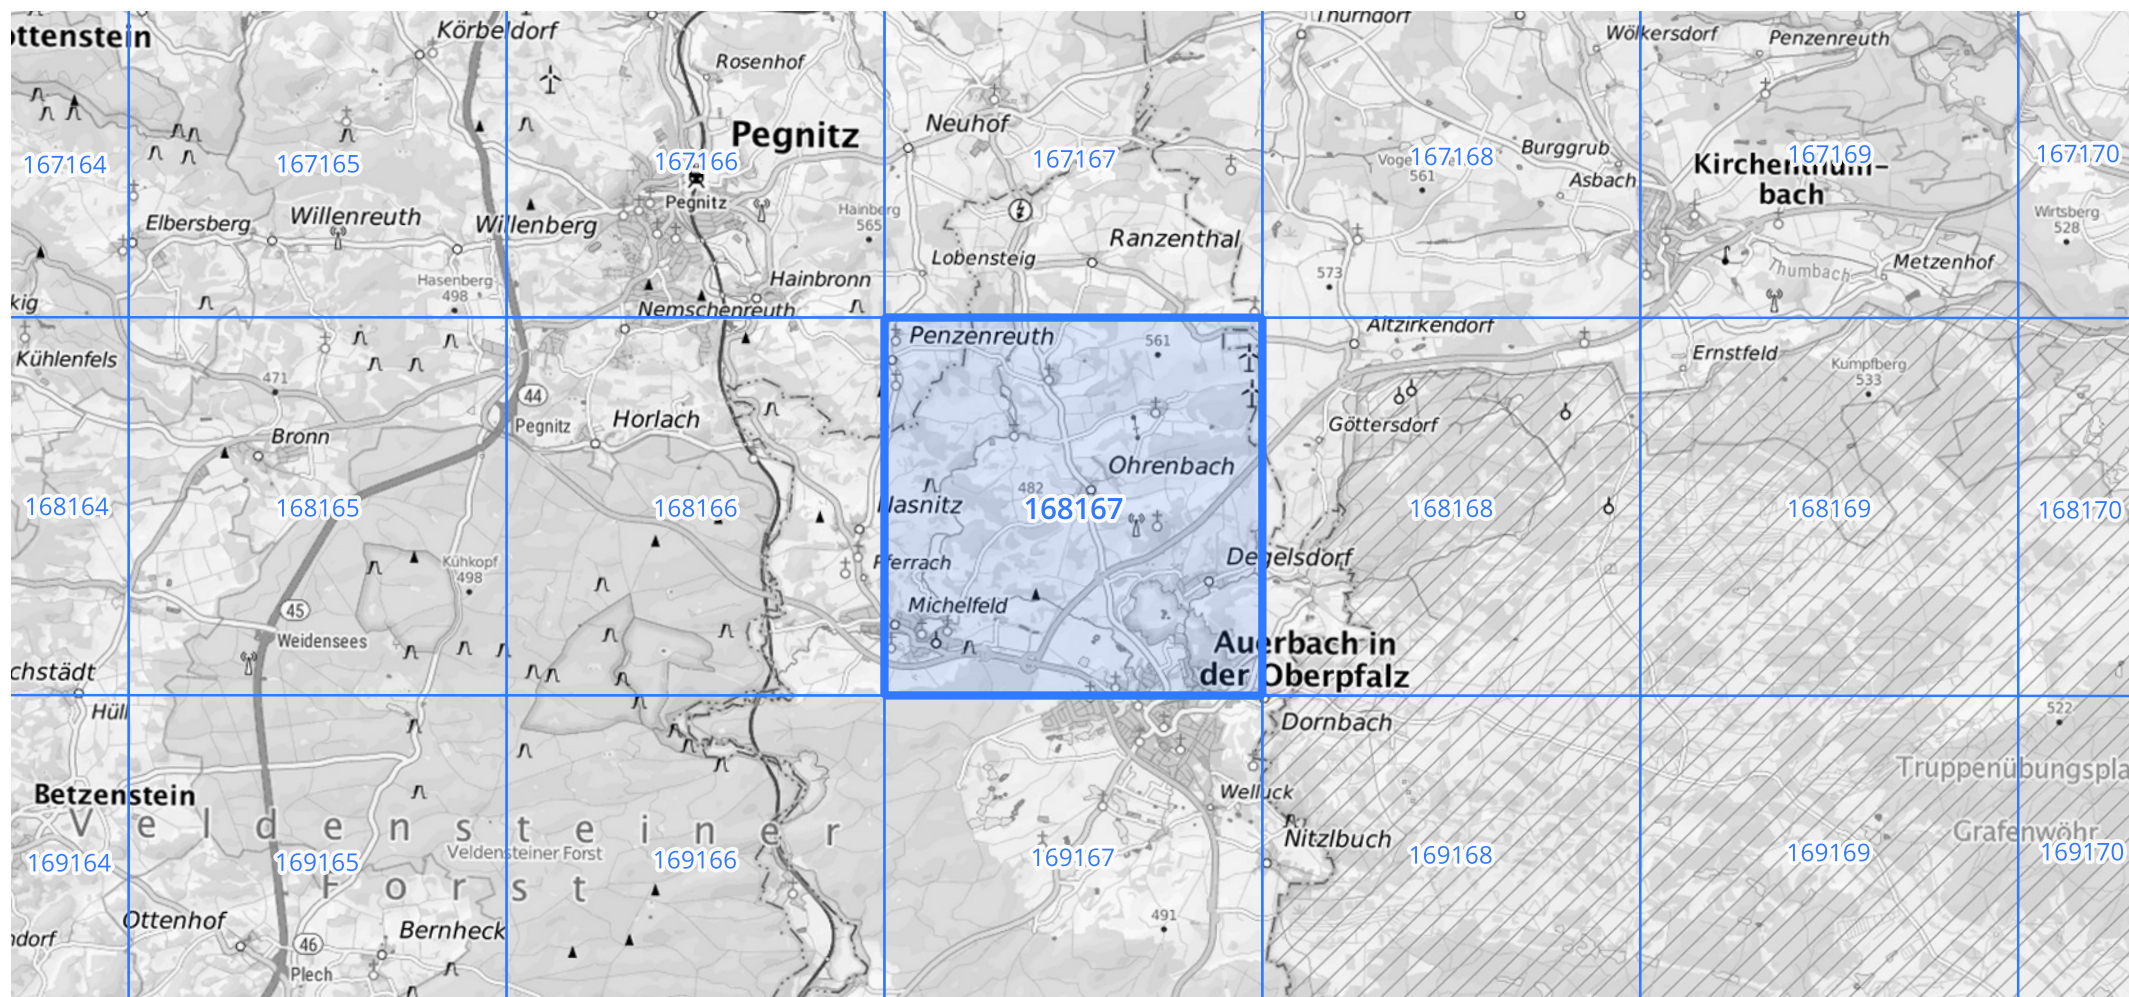 ottenstein
Körbeldorf
Rosenhof
Thurndorf
Wölkersdorf
Penzenreuth
Pegnitz
Neuhof
Burggrub
Asbach
Kirchenthum-
bach
167164
167165
167166
167167
167168
167169
167170
561
Pegnitz
Elbersberg
Willenreuth
Willenberg
Hainberg
565
Wirtsberg
528
Lobensteig
Ranzenthal
Hainbronn
Hasenberg
498
573
Thumbach
Metzenhof
kig
Nemschenreuth
Kühlenfels
Penzenreuth
561
Altzirkendorf
Ernstfeld
Kumpfberg
533
471
44
Pegnitz
Horlach
Göttersdorf
Bronn
Ohrenbach
482
Hasnitz
168164
168165
168166
168167
168168
168169
168170
Kühkopf
498
Pferrach
Degelsdorf
45
Weidensees
Michelfeld
Auerbach in
der Oberpfalz
chstädt
Hüll
Dornbach
522
Truppenübungspla
Betzenstein
Welluck
Veldensteiner
Veldensteiner Forst
Nitzlbuch
Grafenwöhr
169164
169165
169166
169167
169168
169169
169170
Forst
Ottenhof
Bernheck
491
ndorf
46
Plech